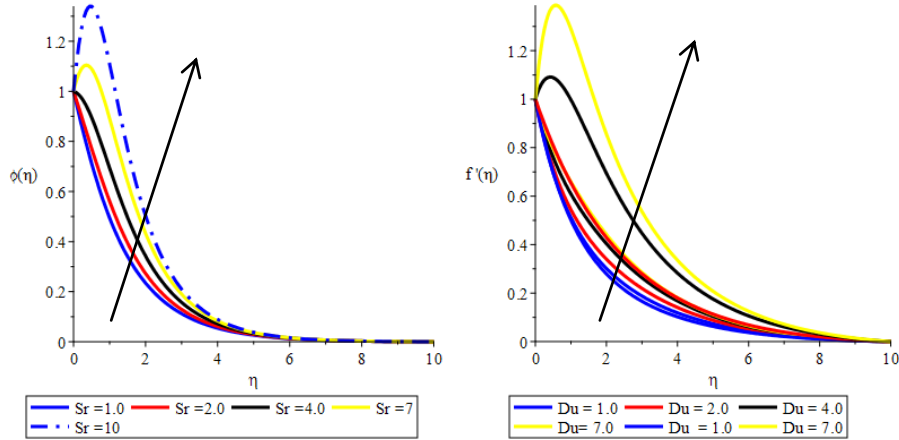 1.2
1
0.8
φ(η)
0.6
0.4
0.2
0
0 2 4 6 8 10
η
Sr =1.0 Sr =2.0 Sr =4.0 Sr =7
Sr =10
1.2
1
0.8
f '(η)
0.6
0.4
0.2
0
0 2 4 6 8 10
η
Du = 1.0 Du = 2.0 Du = 4.0
Du= 7.0 Du = 1.0 Du = 7.0